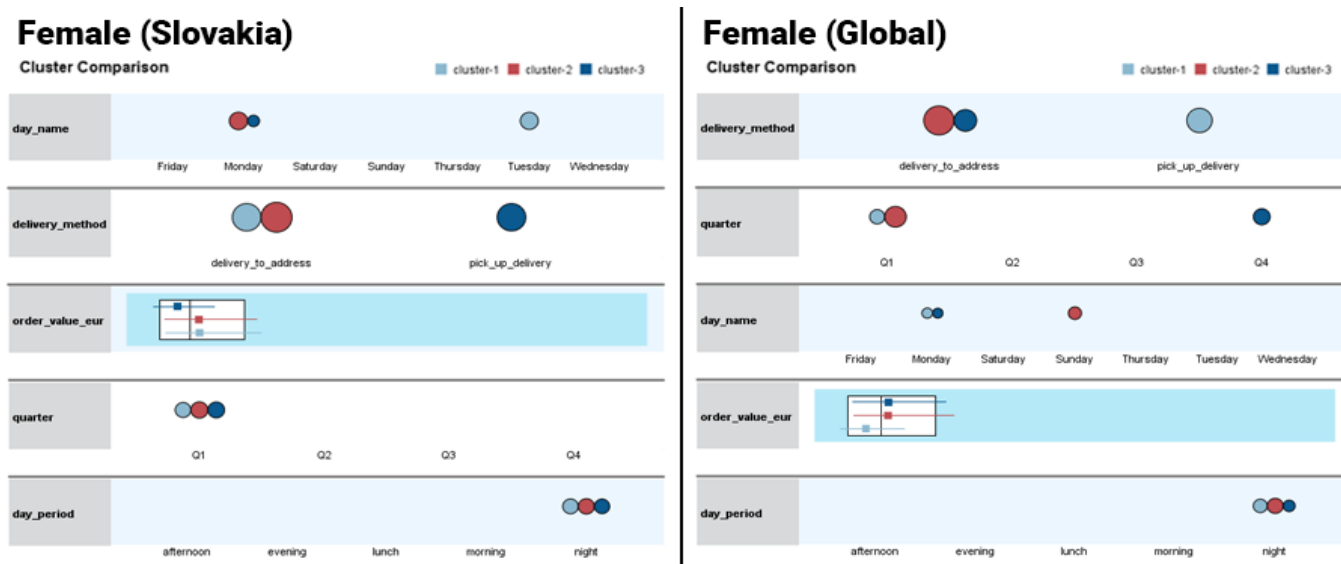 Female (Slovakia)
Cluster Comparison
cluster-1 cluster-2 cluster-3
day_name
Friday Monday Saturday Sunday Thursday Tuesday Wednesday
delivery_method
delivery_to_address pick_up_delivery
order_value_eur
quarter
Q1 Q2 Q3 Q4
day_period
afternoon evening lunch morning night
Female (Global)
Cluster Comparison
cluster-1 cluster-2 cluster-3
delivery_method
delivery_to_address pick_up_delivery
quarter
Q1 Q2 Q3 Q4
day_name
Friday Monday Saturday Sunday Thursday Tuesday Wednesday
order_value_eur
day_period
afternoon evening lunch morning night